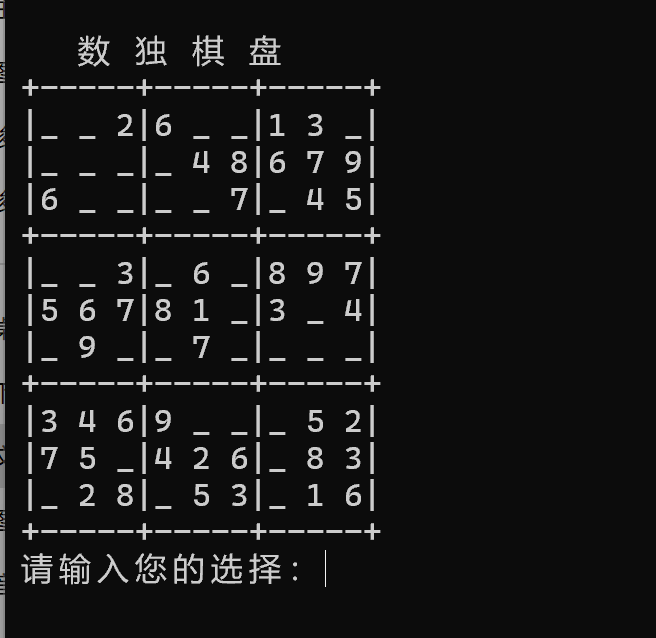 数 独 棋 盘
+-----+-----+-----+
|_ _ 2|6 _ _|1 3 _|
|_ _ _|_ 4 8|6 7 9|
|6 _ _|_ _ 7|_ 4 5|
+-----+-----+-----+
|_ _ 3|_ 6 _|8 9 7|
|5 6 7|8 1 _|3 _ 4|
|_ 9 _|_ 7 _|_ _ _|
+-----+-----+-----+
|3 4 6|9 _ _|_ 5 2|
|7 5 _|4 2 6|_ 8 3|
|_ 2 8|_ 5 3|_ 1 6|
+-----+-----+-----+
请输入您的选择: